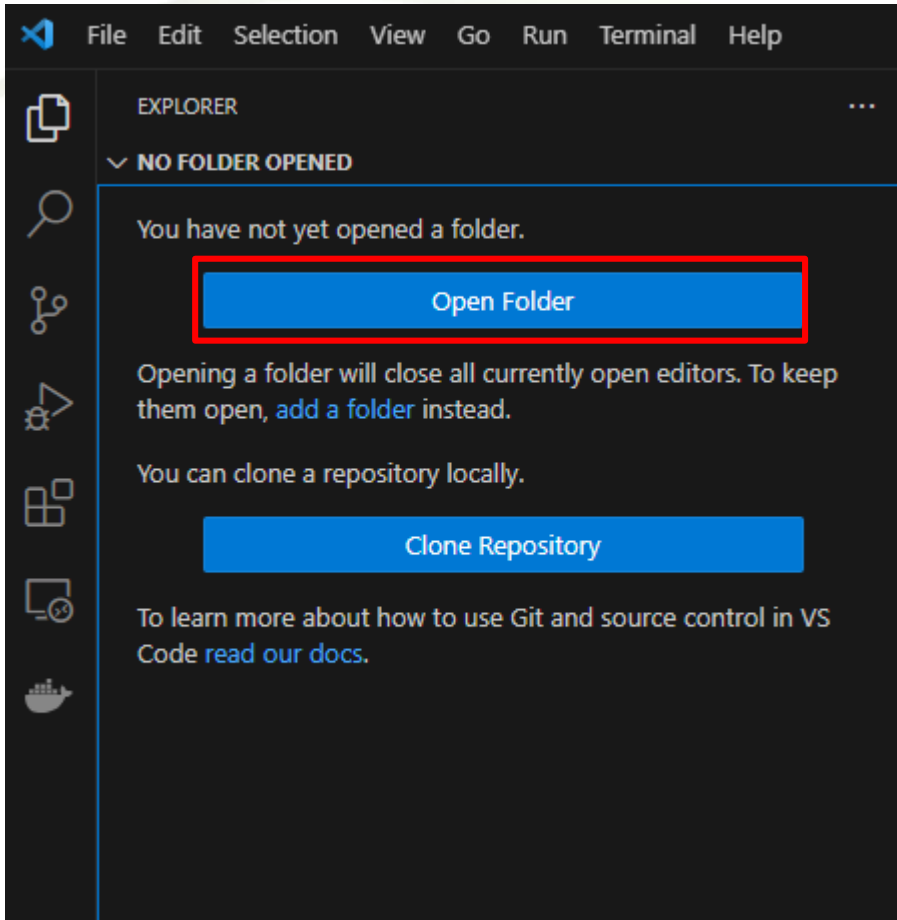 File Edit Selection View Go Run Terminal Help
EXPLORER
NO FOLDER OPENED
You have not yet opened a folder.
Open Folder
Opening a folder will close all currently open editors. To keep
them open, add a folder instead.
You can clone a repository locally.
Clone Repository
To learn more about how to use Git and source control in VS
Code read our docs.